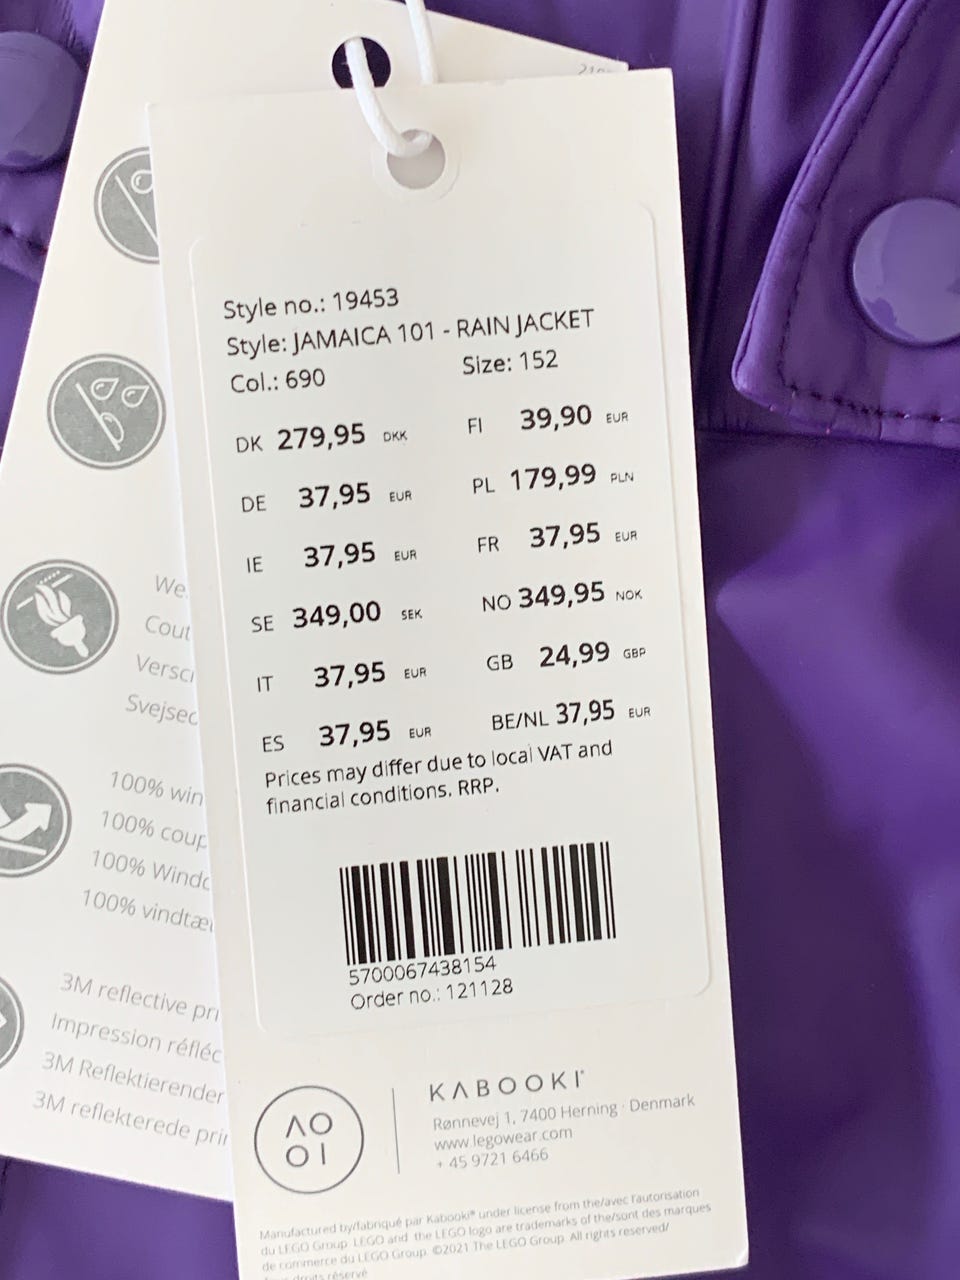 Style no.: 19453
Style: JAMAICA 101 - RAIN JACKET
Col.: 690 Size: 152
DK 279,95 DKK FI 39,90 EUR
DE 37,95 EUR PL 179,99 PLN
IE 37,95 EUR FR 37,95 EUR
SE 349,00 SEK NO 349,95 NOK
IT 37,95 EUR GB 24,99 GBP
ES 37,95 EUR BE/NL 37,95 EUR
Prices may differ due to local VAT and
financial conditions. RRP.
5700067438154
Order no.: 121128
KABOOKI
Rønnevej 1, 7400 Herning · Denmark
www.legowear.com
+ 45 9721 6466
Manufactured by/fabriqué par Kabooki® under license from the/avec l'autorisation
du LEGO Group. LEGO and the LEGO logo are trademarks of the/sont des marques
de commerce du LEGO Group. ©2021 The LEGO Group. All rights reserved/
droits réservé
100%
100%
100%
100%
3M reflective
Impression
3M Reflektierender
3M reflekterede